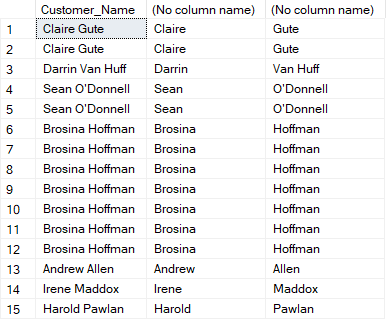 Customer_Name (No column name) (No column name)
1 Claire Gute Claire Gute
2 Claire Gute Claire Gute
3 Darrin Van Huff Darrin Van Huff
4 Sean O'Donnell Sean O'Donnell
5 Sean O'Donnell Sean O'Donnell
6 Brosina Hoffman Brosina Hoffman
7 Brosina Hoffman Brosina Hoffman
8 Brosina Hoffman Brosina Hoffman
9 Brosina Hoffman Brosina Hoffman
10 Brosina Hoffman Brosina Hoffman
11 Brosina Hoffman Brosina Hoffman
12 Brosina Hoffman Brosina Hoffman
13 Andrew Allen Andrew Allen
14 Irene Maddox Irene Maddox
15 Harold Pawlan Harold Pawlan